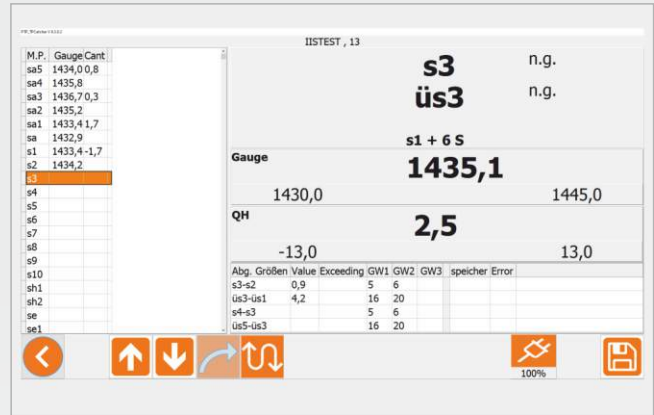 IISTEST , 13
M.P. Gauge Cant
sa5 1434,0 0,8
sa4 1435,8
sa3 1436,7 0,3
sa2 1435,2
sa1 1433,4 1,7
sa 1432,9
s1 1433,4 -1,7
s2 1434,2
s3
s4
s5
s6
s7
s8
s9
s10
sh1
sh2
se
se1
s3 n.g.
üs3 n.g.
s1 + 6 S
Gauge
1435,1
1430,0 1445,0
QH
2,5
-13,0 13,0
Abg. Größen Value Exceeding GW1 GW2 GW3 speicher Error
s3-s2 0,9 5 6
üs3-üs1 4,2 16 20
s4-s3 5 6
üs5-üs3 16 20
100%